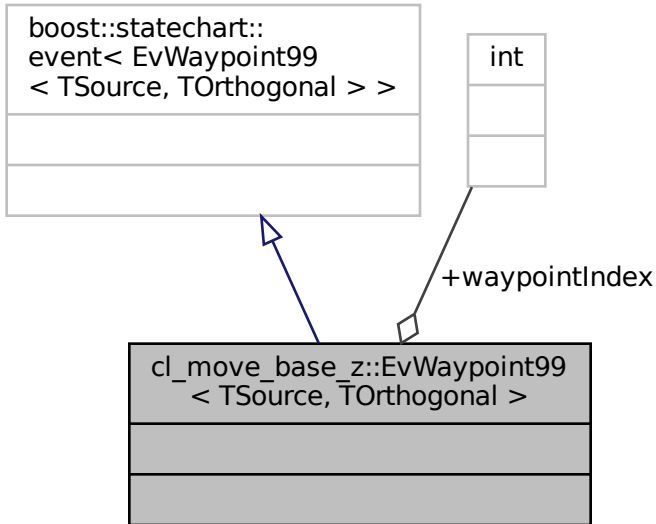 boost::statechart::
event< EvWaypoint99
< TSource, TOrthogonal > >
int
+waypointIndex
cl_move_base_z::EvWaypoint99
< TSource, TOrthogonal >